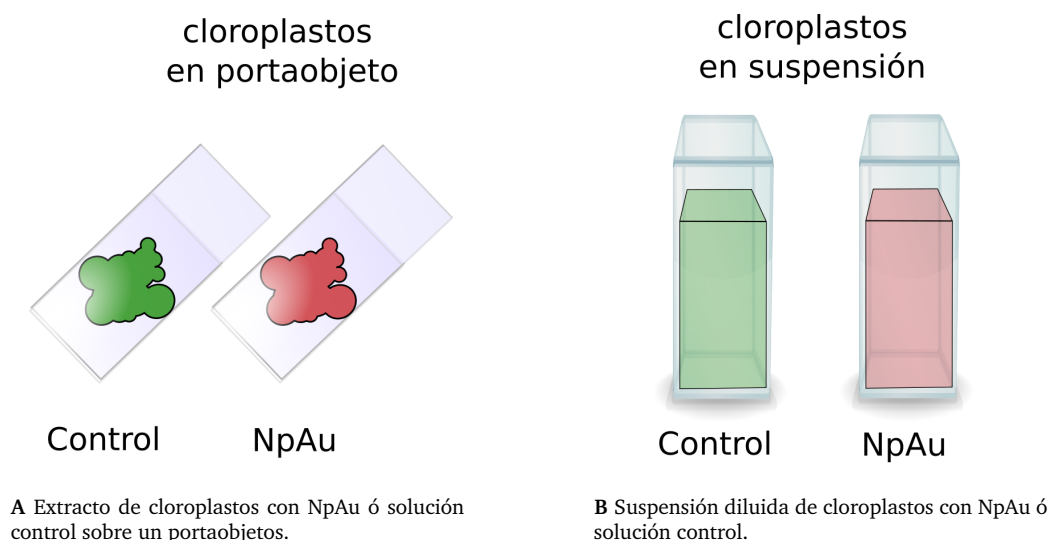 cloroplastos
en portaobjeto
cloroplastos
en suspensión
Control
NpAu
Control
NpAu
A Extracto de cloroplastos con NpAu ó solución
control sobre un portaobjetos.
B Suspensión diluida de cloroplastos con NpAu ó
solución control.